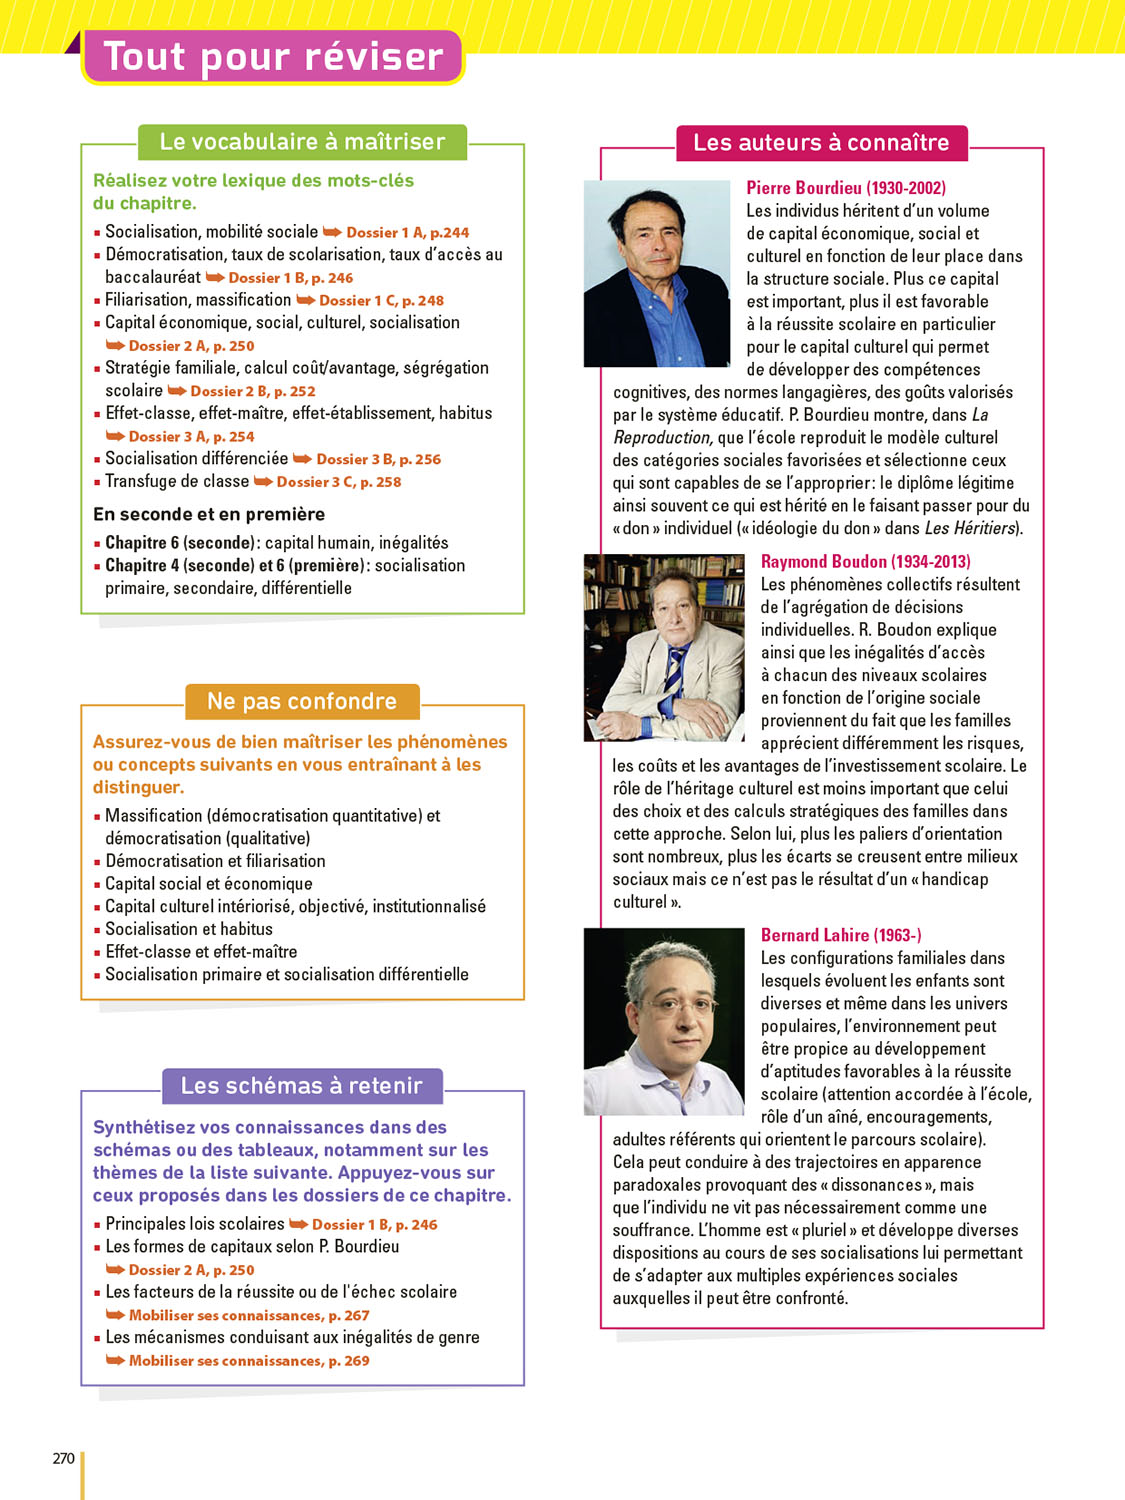 Tout pour réviser
Le vocabulaire à maîtriser
Réalisez votre lexique des mots-clés
du chapitre.
▪ Socialisation, mobilité sociale ➥ Dossier 1 A, p.244
▪ Démocratisation, taux de scolarisation, taux d’accès au
baccalauréat ➥ Dossier 1 B, p. 246
▪ Filiarisation, massification ➥ Dossier 1 C, p. 248
▪ Capital économique, social, culturel, socialisation
➥ Dossier 2 A, p. 250
▪ Stratégie familiale, calcul coût/avantage, ségrégation
scolaire ➥ Dossier 2 B, p. 252
▪ Effet-classe, effet-maître, effet-établissement, habitus
➥ Dossier 3 A, p. 254
▪ Socialisation différenciée ➥ Dossier 3 B, p. 256
▪ Transfuge de classe ➥ Dossier 3 C, p. 258
En seconde et en première
▪ Chapitre 6 (seconde) : capital humain, inégalités
▪ Chapitre 4 (seconde) et 6 (première) : socialisation
primaire, secondaire, différentielle
Ne pas confondre
Assurez-vous de bien maîtriser les phénomènes
ou concepts suivants en vous entraînant à les
distinguer.
▪ Massification (démocratisation quantitative) et
démocratisation (qualitative)
▪ Démocratisation et filiarisation
▪ Capital social et économique
▪ Capital culturel intériorisé, objectivé, institutionnalisé
▪ Socialisation et habitus
▪ Effet-classe et effet-maître
▪ Socialisation primaire et socialisation différentielle
Les schémas à retenir
Synthétisez vos connaissances dans des
schémas ou des tableaux, notamment sur les
thèmes de la liste suivante. Appuyez-vous sur
ceux proposés dans les dossiers de ce chapitre.
▪ Principales lois scolaires ➥ Dossier 1 B, p. 246
▪ Les formes de capitaux selon P. Bourdieu
➥ Dossier 2 A, p. 250
▪ Les facteurs de la réussite ou de l'échec scolaire
➥ Mobiliser ses connaissances, p. 267
▪ Les mécanismes conduisant aux inégalités de genre
➥ Mobiliser ses connaissances, p. 269
Les auteurs à connaître
Pierre Bourdieu (1930-2002)
Les individus héritent d’un volume
de capital économique, social et
culturel en fonction de leur place dans
la structure sociale. Plus ce capital
est important, plus il est favorable
à la réussite scolaire en particulier
pour le capital culturel qui permet
de développer des compétences
cognitives, des normes langagières, des goûts valorisés
par le système éducatif. P. Bourdieu montre, dans La
Reproduction, que l’école reproduit le modèle culturel
des catégories sociales favorisées et sélectionne ceux
qui sont capables de se l’approprier : le diplôme légitime
ainsi souvent ce qui est hérité en le faisant passer pour du
« don » individuel (« idéologie du don » dans Les Héritiers).
Raymond Boudon (1934-2013)
Les phénomènes collectifs résultent
de l’agrégation de décisions
individuelles. R. Boudon explique
ainsi que les inégalités d’accès
à chacun des niveaux scolaires
en fonction de l’origine sociale
proviennent du fait que les familles
apprécient différemment les risques,
les coûts et les avantages de l’investissement scolaire. Le
rôle de l’héritage culturel est moins important que celui
des choix et des calculs stratégiques des familles dans
cette approche. Selon lui, plus les paliers d’orientation
sont nombreux, plus les écarts se creusent entre milieux
sociaux mais ce n’est pas le résultat d’un « handicap
culturel ».
Bernard Lahire (1963-)
Les configurations familiales dans
lesquels évoluent les enfants sont
diverses et même dans les univers
populaires, l’environnement peut
être propice au développement
d’aptitudes favorables à la réussite
scolaire (attention accordée à l’école,
rôle d’un aîné, encouragements,
adultes référents qui orientent le parcours scolaire).
Cela peut conduire à des trajectoires en apparence
paradoxales provoquant des « dissonances », mais
que l’individu ne vit pas nécessairement comme une
souffrance. L’homme est « pluriel » et développe diverses
dispositions au cours de ses socialisations lui permettant
de s’adapter aux multiples expériences sociales
auxquelles il peut être confronté.
270